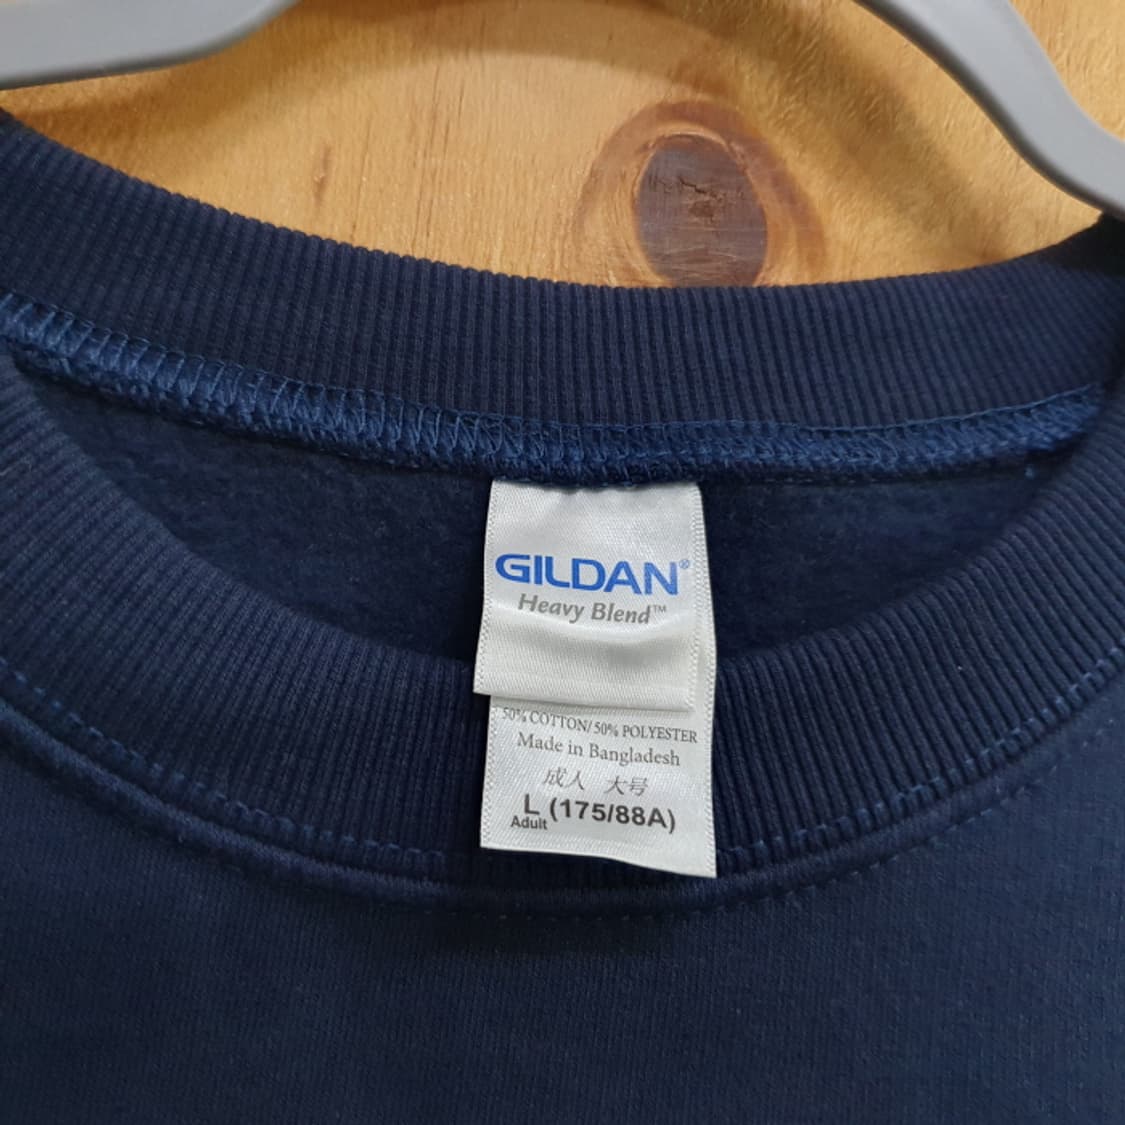 GILDAN®
Heavy Blend™
50% COTTON/50% POLYESTER
Made in Bangladesh
成人 大号
L (175/88A)
Adult